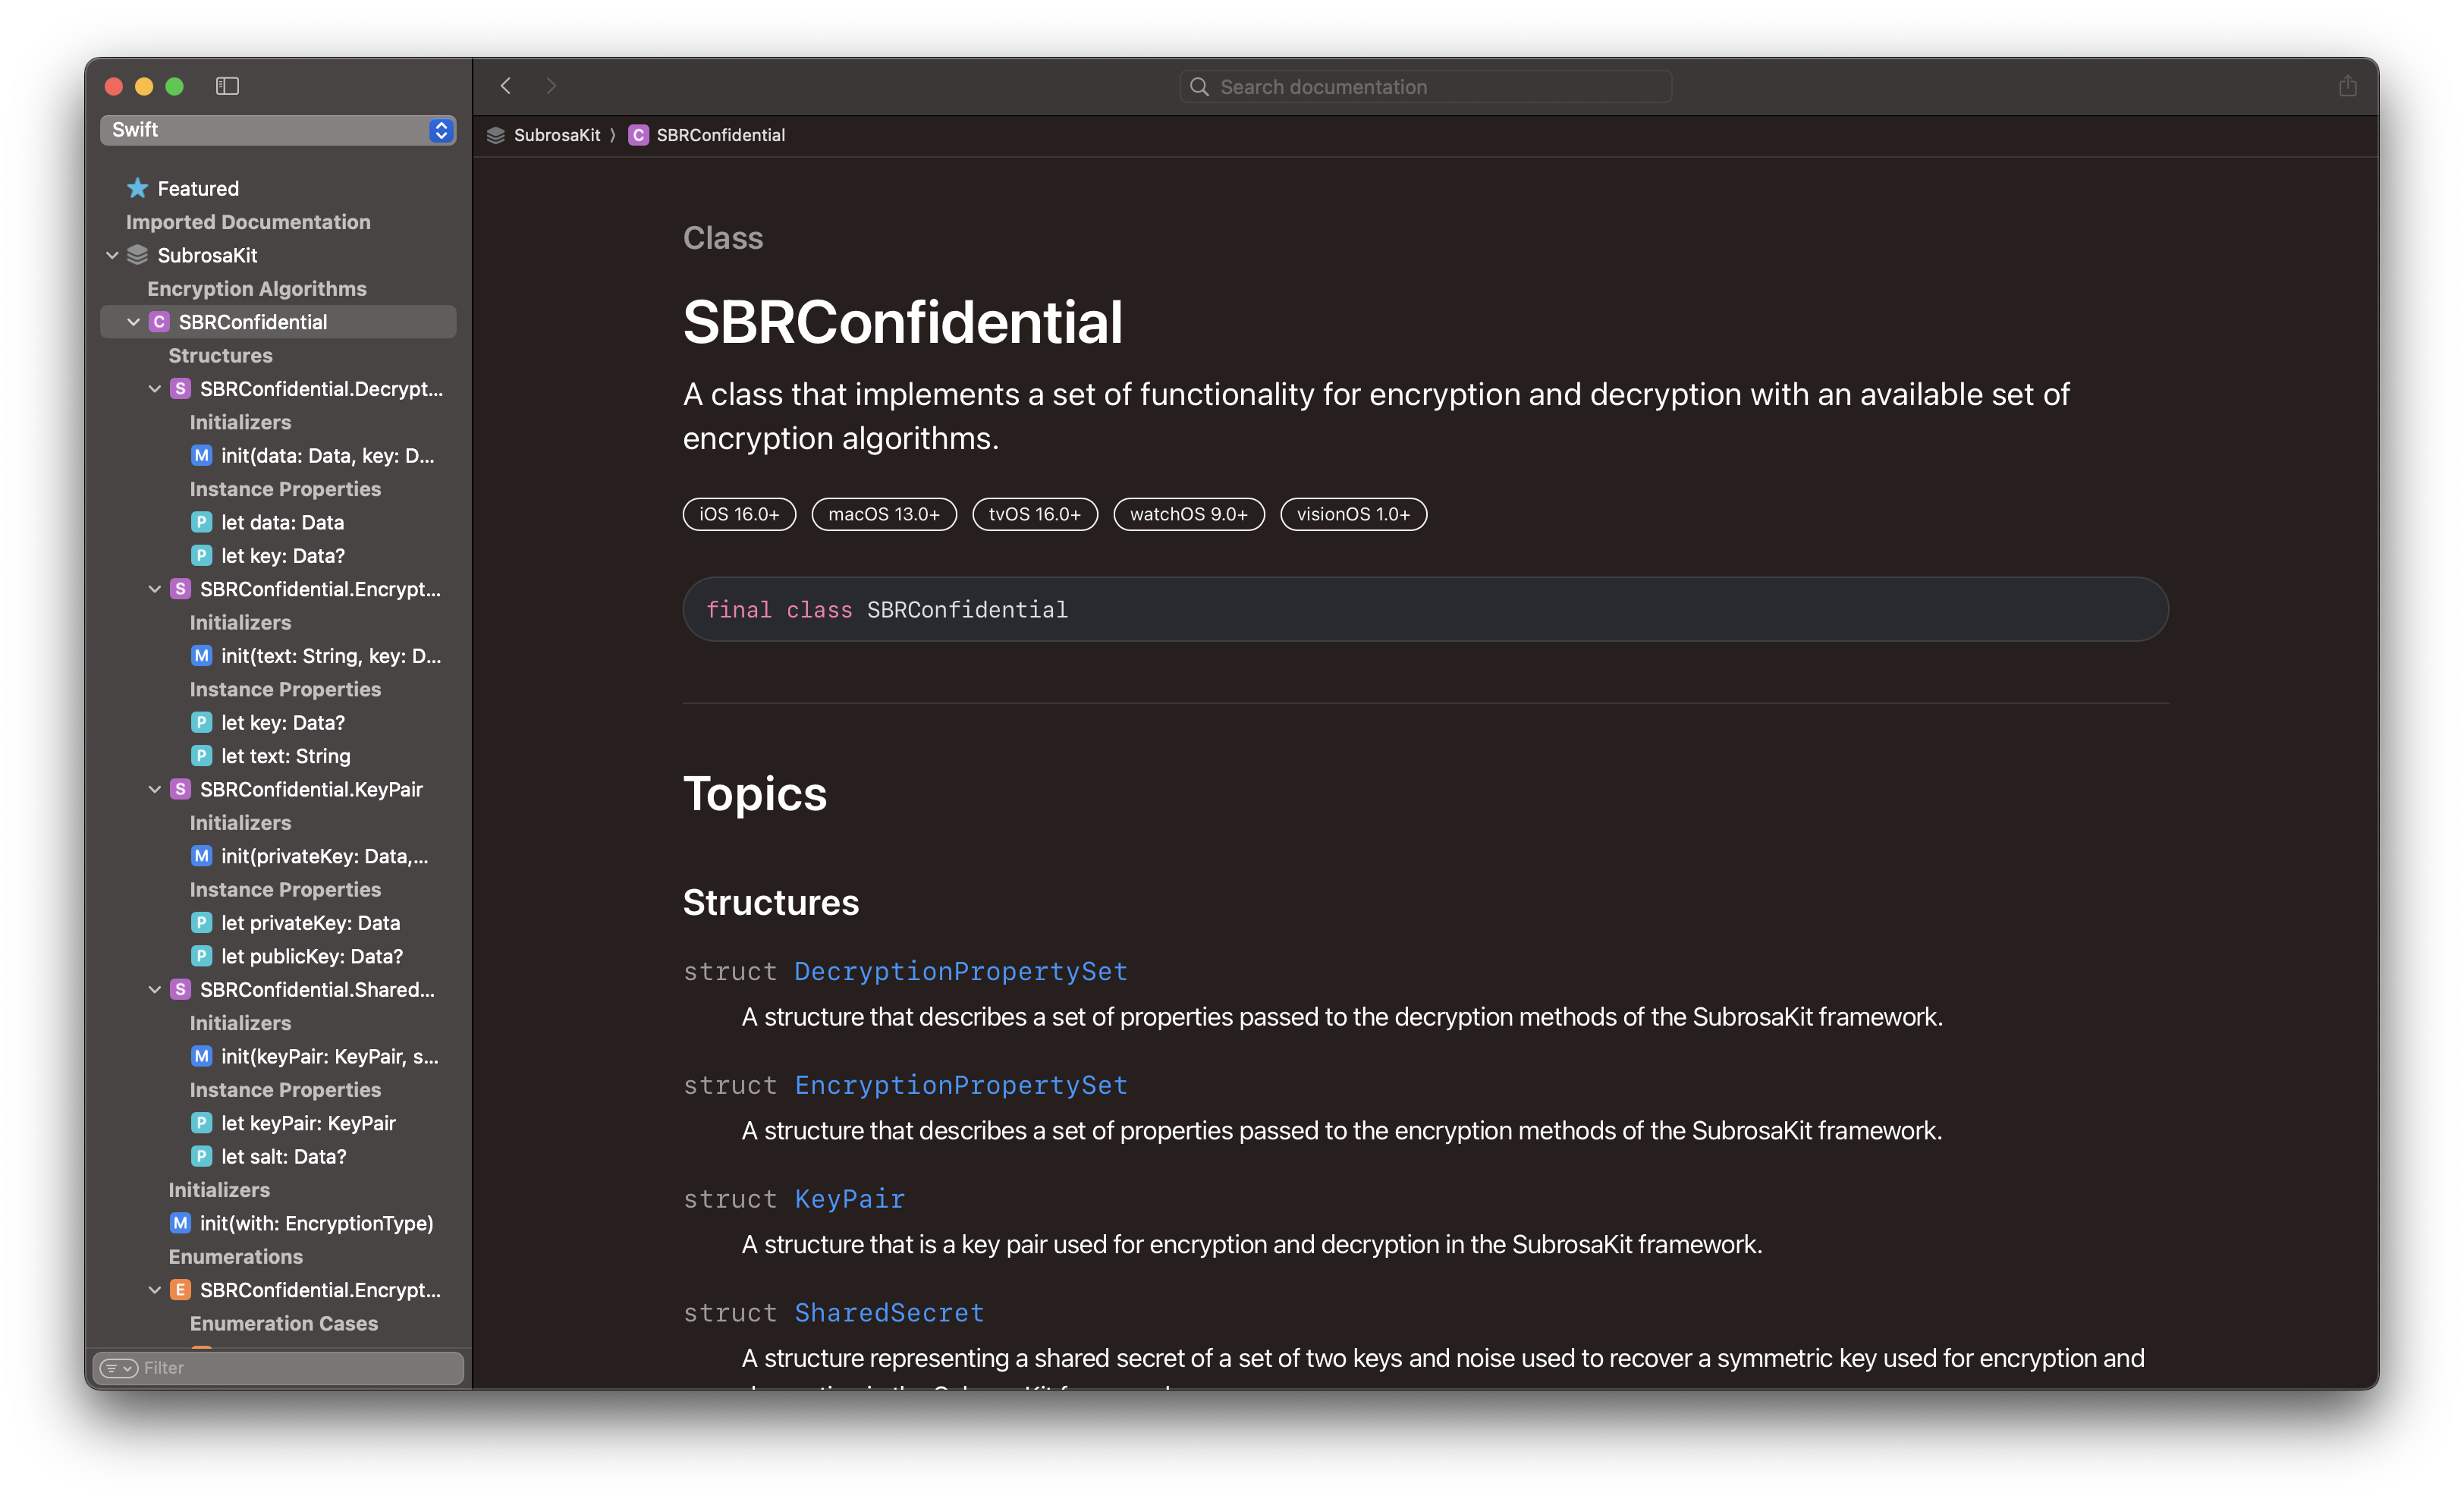 Search documentation
Swift
SubrosaKit
C SBRConfidential
Featured
Imported Documentation
SubrosaKit
Encryption Algorithms
C SBRConfidential
Structures
S SBRConfidential.Decrypt...
Initializers
M init(data: Data, key: D...
Instance Properties
P let data: Data
P let key: Data?
S SBRConfidential.Encrypt...
Initializers
M init(text: String, key: D...
Instance Properties
P let key: Data?
P let text: String
S SBRConfidential.KeyPair
Initializers
M init(privateKey: Data,...
Instance Properties
P let privateKey: Data
P let publicKey: Data?
S SBRConfidential.Shared...
Initializers
M init(keyPair: KeyPair, s...
Instance Properties
P let keyPair: KeyPair
P let salt: Data?
Initializers
M init(with: EncryptionType)
Enumerations
E SBRConfidential.Encrypt...
Enumeration Cases
Filter
Class
SBRConfidential
A class that implements a set of functionality for encryption and decryption with an available set of
encryption algorithms.
iOS 16.0+ macOS 13.0+ tvOS 16.0+ watchOS 9.0+ visionOS 1.0+
final class SBRConfidential
Topics
Structures
struct DecryptionPropertySet
A structure that describes a set of properties passed to the decryption methods of the SubrosaKit framework.
struct EncryptionPropertySet
A structure that describes a set of properties passed to the encryption methods of the SubrosaKit framework.
struct KeyPair
A structure that is a key pair used for encryption and decryption in the SubrosaKit framework.
struct SharedSecret
A structure representing a shared secret of a set of two keys and noise used to recover a symmetric key used for encryption and